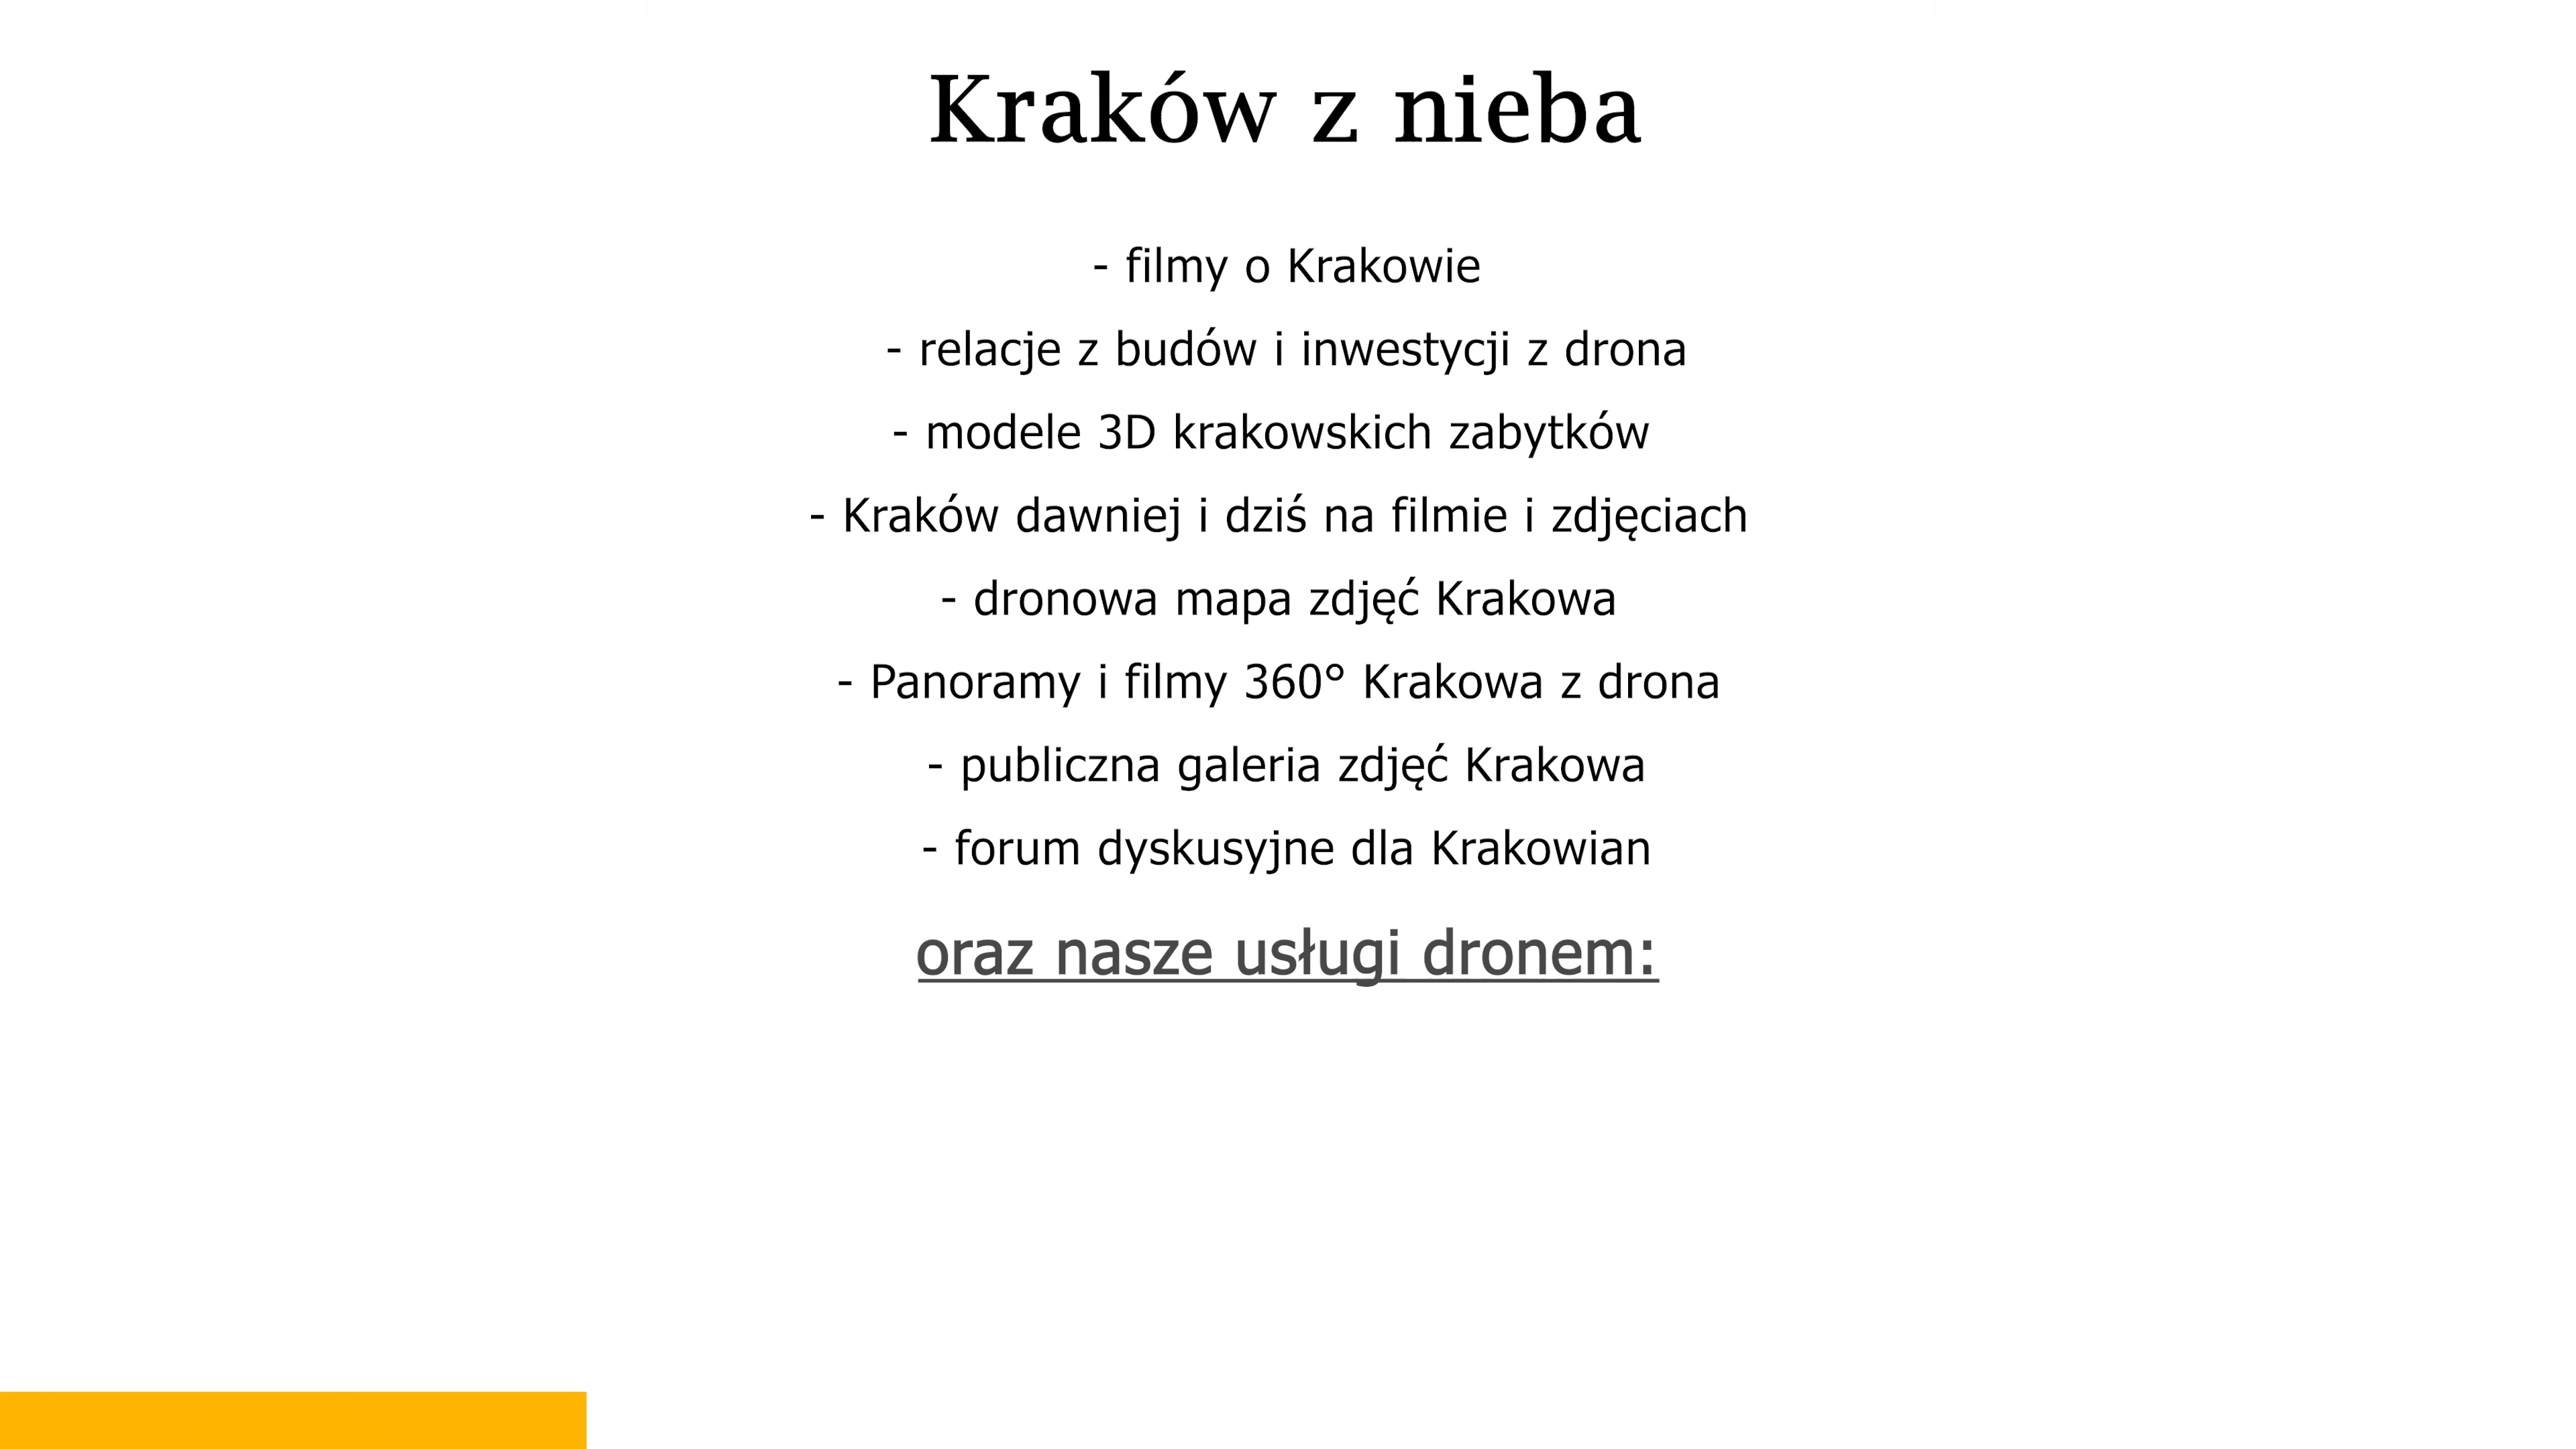 Kraków z nieba
- filmy o Krakowie
- relacje z budów i inwestycji z drona
- modele 3D krakowskich zabytków
- Kraków dawniej i dziś na filmie i zdjęciach
- dronowa mapa zdjęć Krakowa
- Panoramy i filmy 360° Krakowa z drona
- publiczna galeria zdjęć Krakowa
- forum dyskusyjne dla Krakowian
oraz nasze usługi dronem: